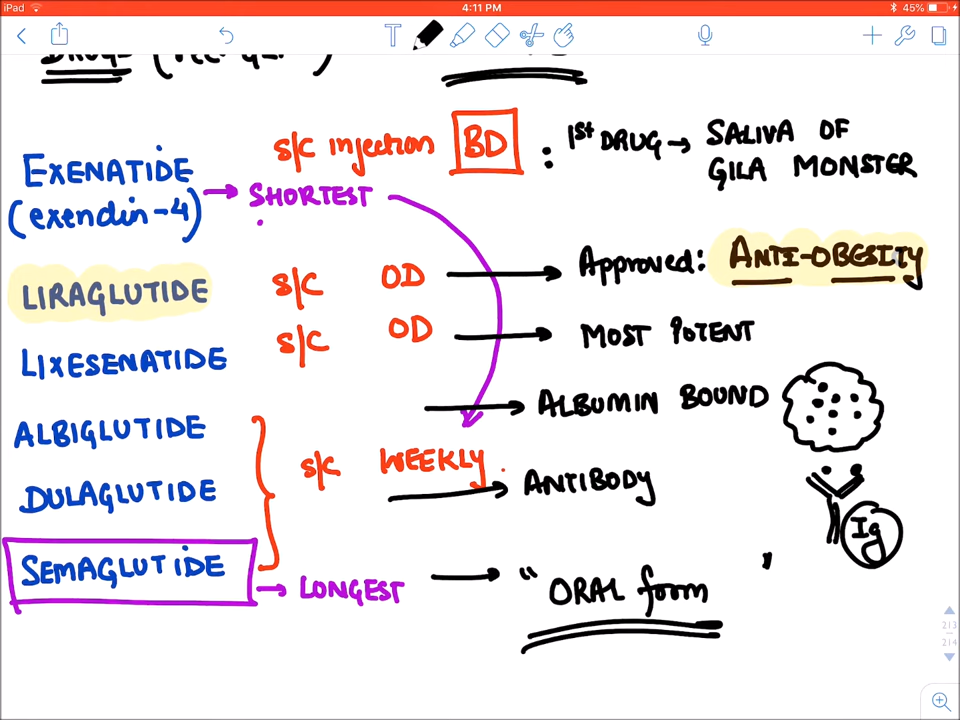 iPad
4:11 PM
45%
T
EXENATIDE
(exendin-4)
S/C injection BD : 1st DRUG → SALIVA OF
GILA MONSTER
→ SHORTEST
LIRAGLUTIDE S/C OD → Approved: ANTI-OBESITY
LIXESENATIDE S/C OD → MOST POTENT
ALBIGLUTIDE → ALBUMIN BOUND
DULAGLUTIDE S/C WEEKLY. → ANTIBODY
Ig
SEMAGLUTIDE → LONGEST → "ORAL form"
213
214